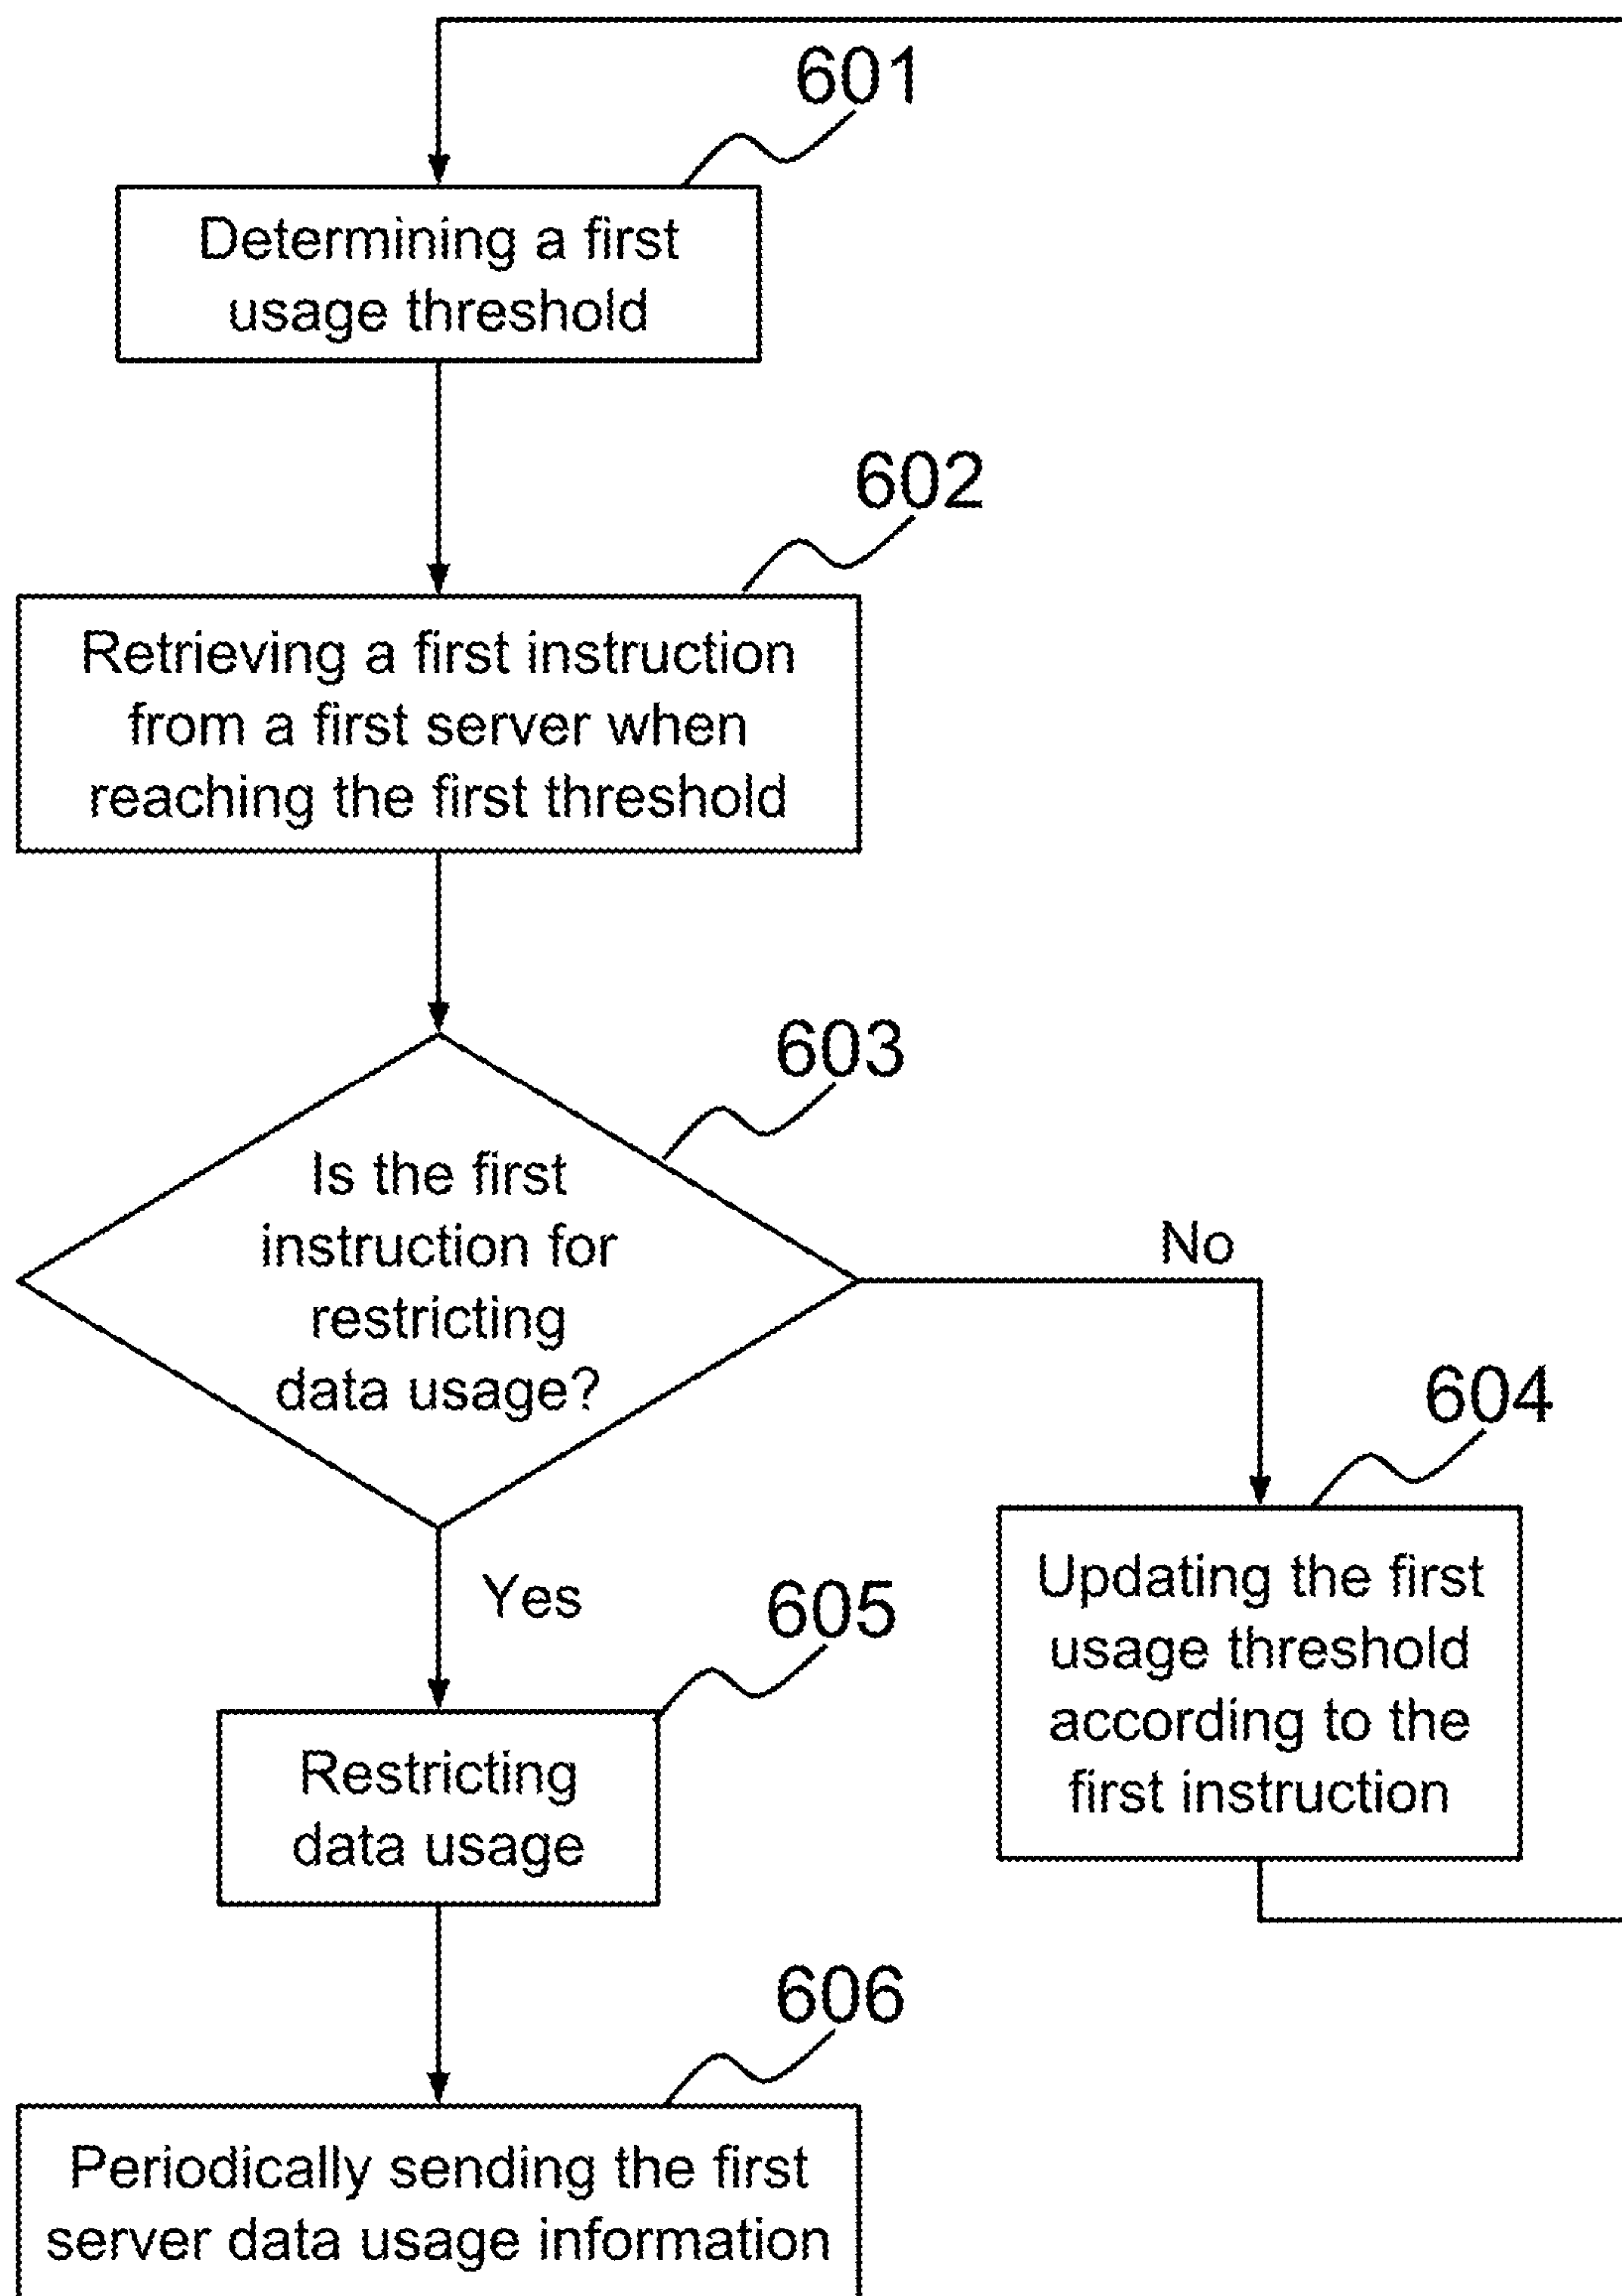 601
Determining a first
usage threshold
602
Retrieving a first instruction
from a first server when
reaching the first threshold
603
Is the first
instruction for
restricting
data usage?
No
604
Updating the first
usage threshold
according to the
first instruction
Yes
605
Restricting
data usage
606
Periodically sending the first
server data usage information